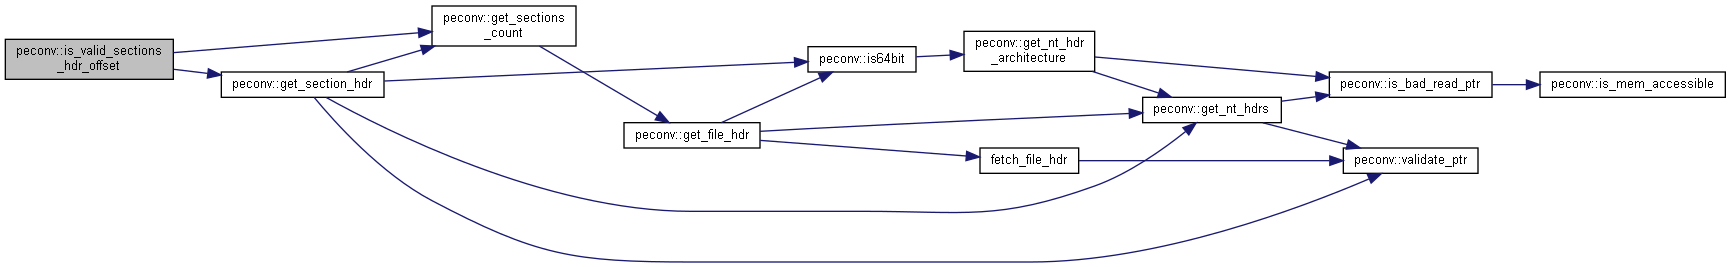 peconv::is_valid_sections
_hdr_offset
peconv::get_sections
_count
peconv::get_section_hdr
peconv::get_file_hdr
peconv::is64bit
peconv::get_nt_hdr
_architecture
fetch_file_hdr
peconv::get_nt_hdrs
peconv::is_bad_read_ptr
peconv::validate_ptr
peconv::is_mem_accessible